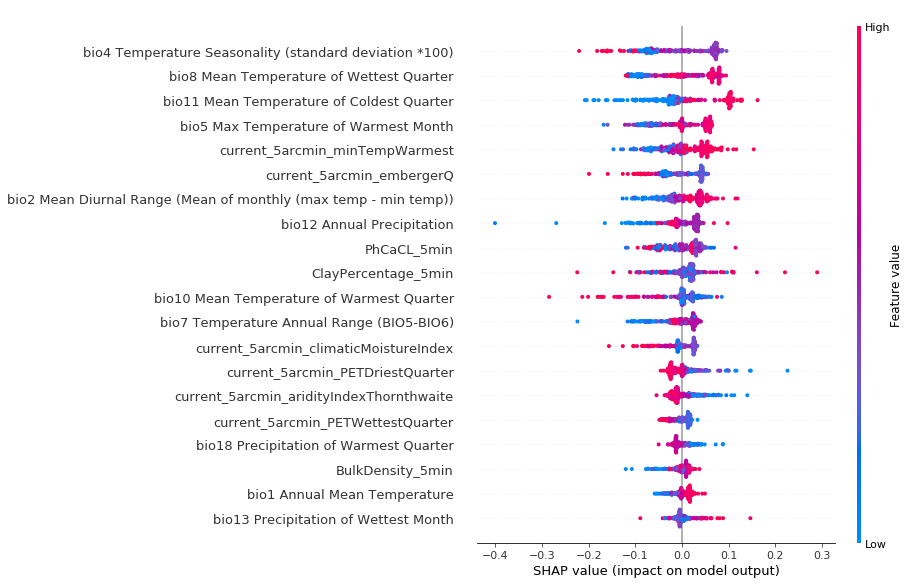 High
bio4 Temperature Seasonality (standard deviation *100)
bio8 Mean Temperature of Wettest Quarter
bio11 Mean Temperature of Coldest Quarter
bio5 Max Temperature of Warmest Month
current_5arcmin_minTempWarmest
current_5arcmin_embergerQ
bio2 Mean Diurnal Range (Mean of monthly (max temp - min temp))
bio12 Annual Precipitation
PhCaCL_5min
ClayPercentage_5min
bio10 Mean Temperature of Warmest Quarter
bio7 Temperature Annual Range (BIO5-BIO6)
current_5arcmin_climaticMoistureIndex
current_5arcmin_PETDriestQuarter
current_5arcmin_aridityIndexThornthwaite
current_5arcmin_PETWettestQuarter
bio18 Precipitation of Warmest Quarter
BulkDensity_5min
bio1 Annual Mean Temperature
bio13 Precipitation of Wettest Month
Feature value
Low
−0.4 −0.3 −0.2 −0.1 0.0 0.1 0.2 0.3
SHAP value (impact on model output)